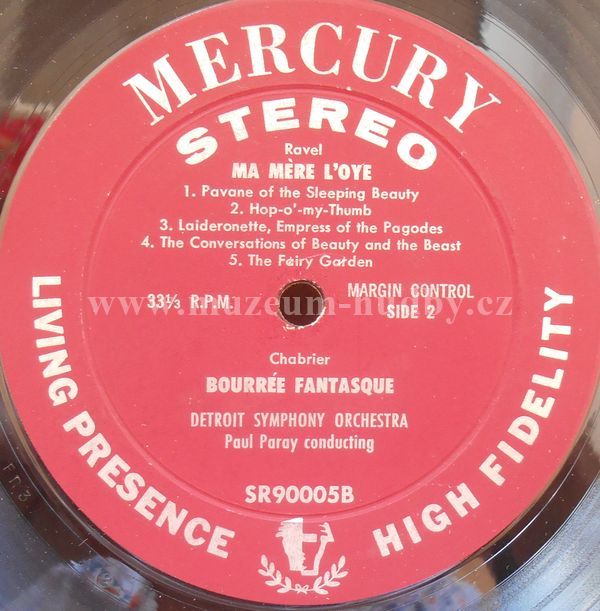 MERCURY
STEREO
Ravel
MA MÈRE L'OYE
1. Pavane of the Sleeping Beauty
2. Hop-o'-my-Thumb
3. Laideronette, Empress of the Pagodes
4. The Conversations of Beauty and the Beast
5. The Fairy Garden
33⅓ R.P.M.
MARGIN CONTROL
SIDE 2
www.muzeum-hudby.cz
Chabrier
BOURRÉE FANTASQUE
DETROIT SYMPHONY ORCHESTRA
Paul Paray conducting
SR90005B
LIVING PRESENCE
HIGH FIDELITY